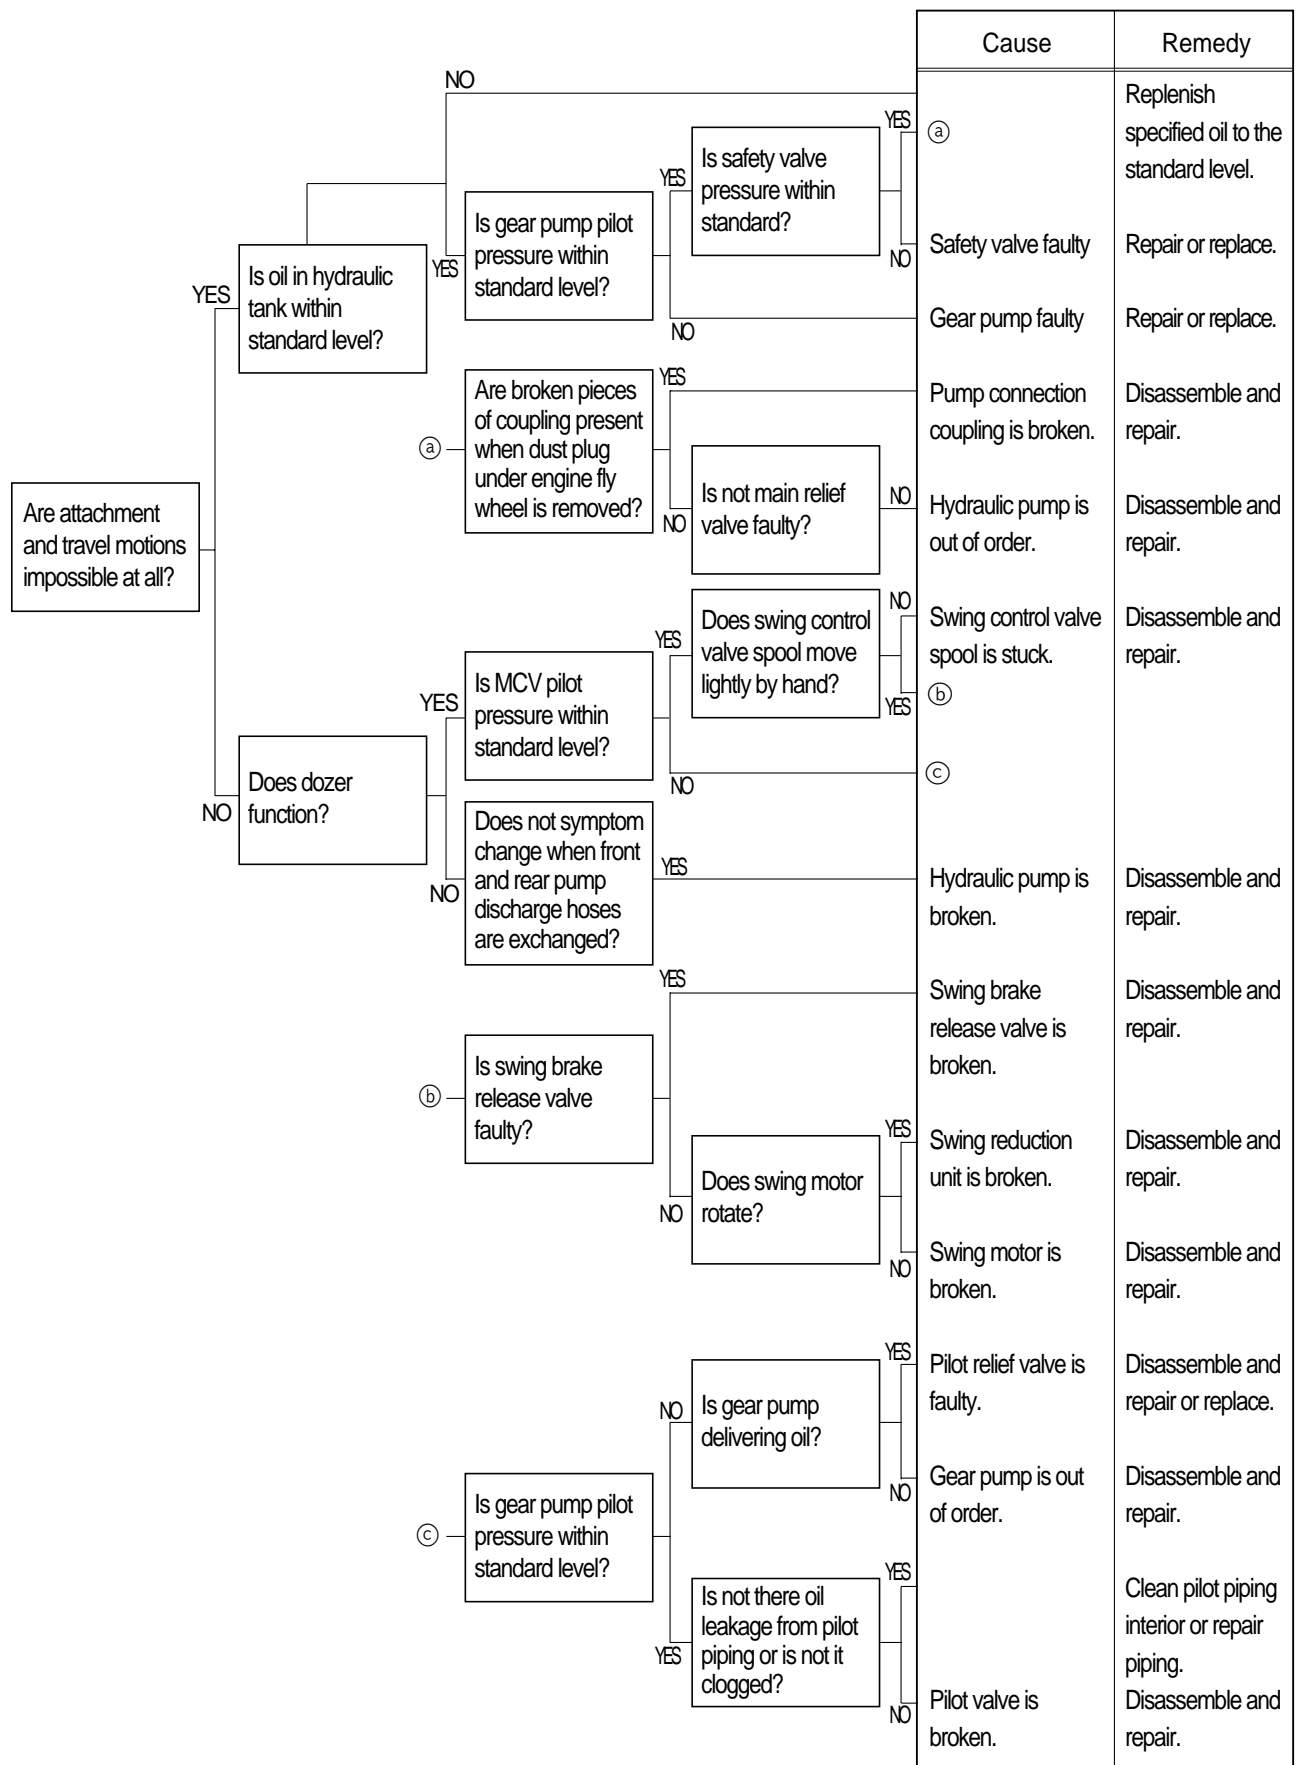 Cause
Remedy
NO
Replenish
specified oil to the
standard level.
YES
ⓐ
Is safety valve
pressure within
standard?
YES
NO
Safety valve faulty
Repair or replace.
Is gear pump pilot
pressure within
standard level?
YES
NO
Gear pump faulty
Repair or replace.
Is oil in hydraulic
tank within
standard level?
YES
Are broken pieces
of coupling present
when dust plug
under engine fly
wheel is removed?
ⓐ
YES
Pump connection
coupling is broken.
Disassemble and
repair.
NO
Is not main relief
valve faulty?
NO
Hydraulic pump is
out of order.
Disassemble and
repair.
Are attachment
and travel motions
impossible at all?
Does swing control
valve spool move
lightly by hand?
YES
NO
Swing control valve
spool is stuck.
Disassemble and
repair.
YES
ⓑ
Is MCV pilot
pressure within
standard level?
YES
NO
ⓒ
Does dozer
function?
NO
Does not symptom
change when front
and rear pump
discharge hoses
are exchanged?
NO
YES
Hydraulic pump is
broken.
Disassemble and
repair.
YES
Swing brake
release valve is
broken.
Disassemble and
repair.
ⓑ
Is swing brake
release valve
faulty?
NO
Does swing motor
rotate?
YES
Swing reduction
unit is broken.
Disassemble and
repair.
NO
Swing motor is
broken.
Disassemble and
repair.
NO
Is gear pump
delivering oil?
YES
Pilot relief valve is
faulty.
Disassemble and
repair or replace.
NO
Gear pump is out
of order.
Disassemble and
repair.
ⓒ
Is gear pump pilot
pressure within
standard level?
YES
Is not there oil
leakage from pilot
piping or is not it
clogged?
YES
Clean pilot piping
interior or repair
piping.
NO
Pilot valve is
broken.
Disassemble and
repair.